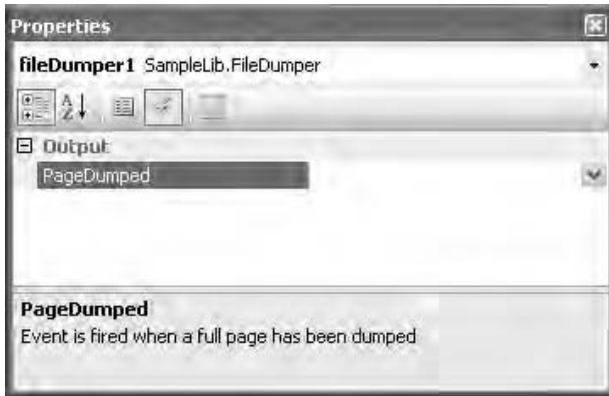 Properties
fileDumper1 SampleLib.FileDumper
Output
PageDumped
PageDumped
Event is fired when a full page has been dumped